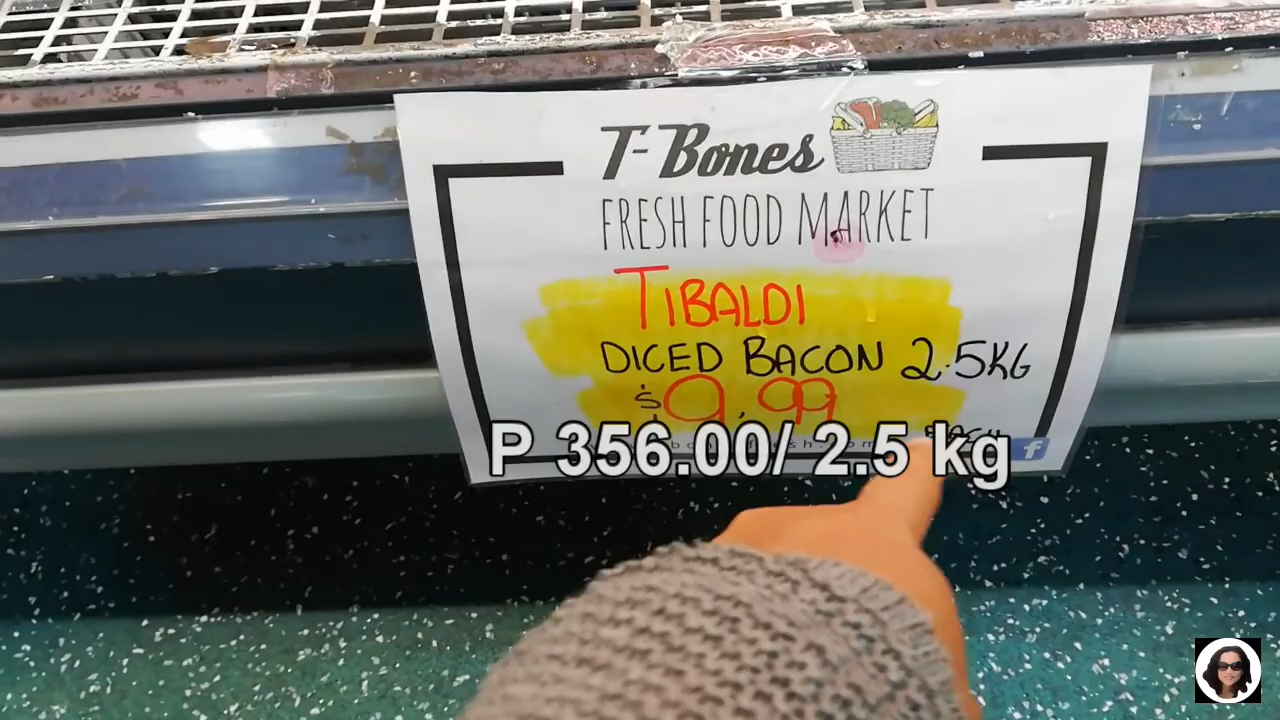 T-Bones
FRESH FOOD MARKET
TIBALDI
DICED BACON 2.5KG
$9.99
P 356.00/ 2.5 kg
f